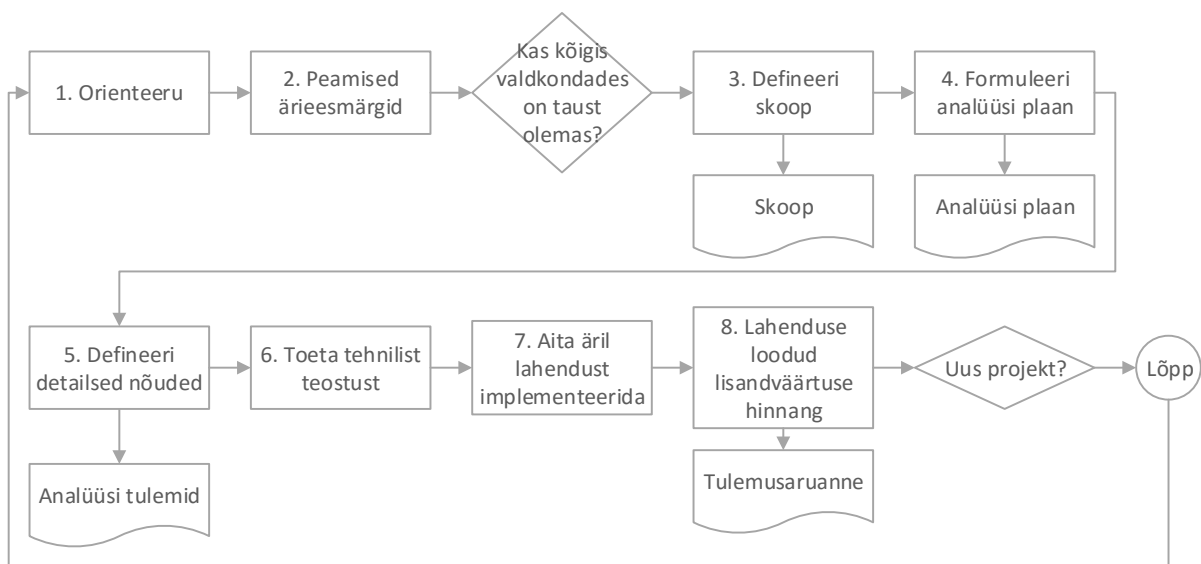 1. Orienteeru
2. Peamised
ärieesmärgid
Kas kõigis
valdkondades
on taust
olemas?
3. Defineeri
skoop
4. Formuleeri
analüüsi plaan
Skoop
Analüüsi plaan
5. Defineeri
detailsed nõuded
6. Toeta tehnilist
teostust
7. Aita äril
lahendust
implementeerida
8. Lahenduse
loodud
lisandväärtuse
hinnang
Uus projekt?
Lõpp
Analüüsi tulemid
Tulemusaruanne